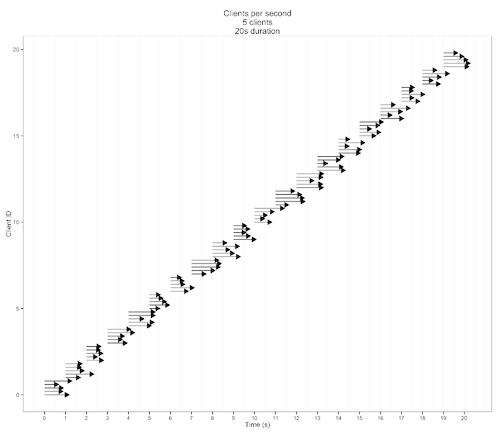 Clients per second
5 clients
20s duration
20
15
10
5
0
Client ID
0 1 2 3 4 5 6 7 8 9 10 11 12 13 14 15 16 17 18 19 20
Time (s)